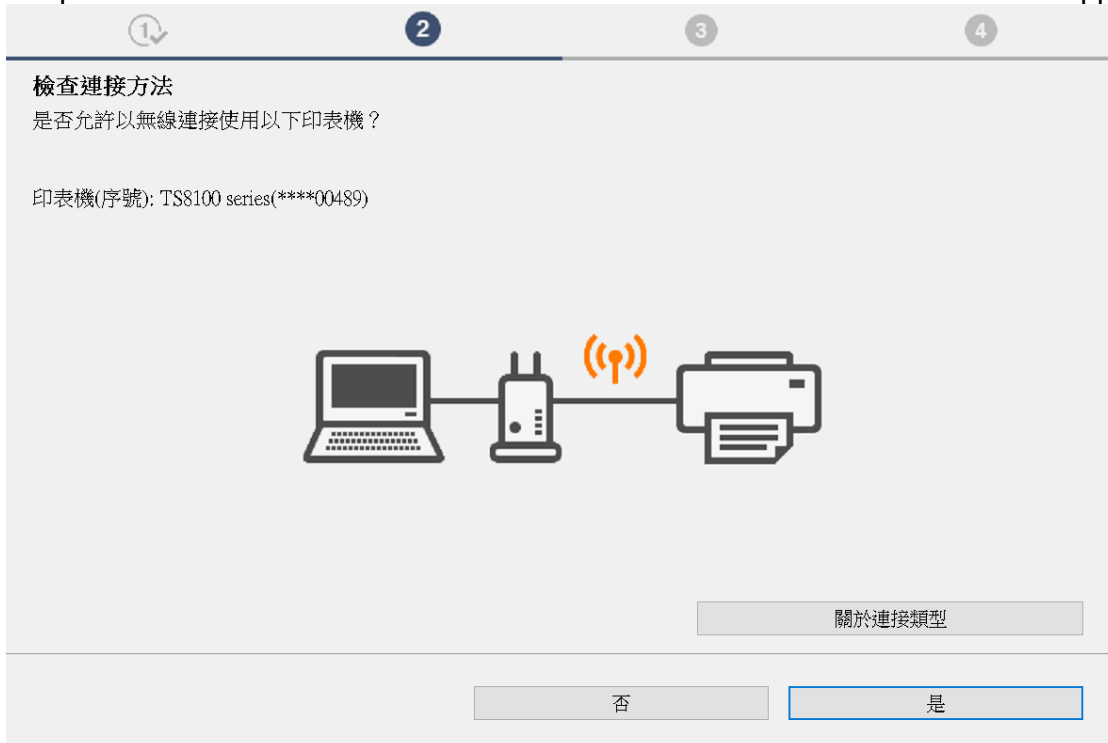 1
2
3
4
檢查連接方法
是否允許以無線連接使用以下印表機？
印表機(序號): TS8100 series(****00489)
關於連接類型
否
是